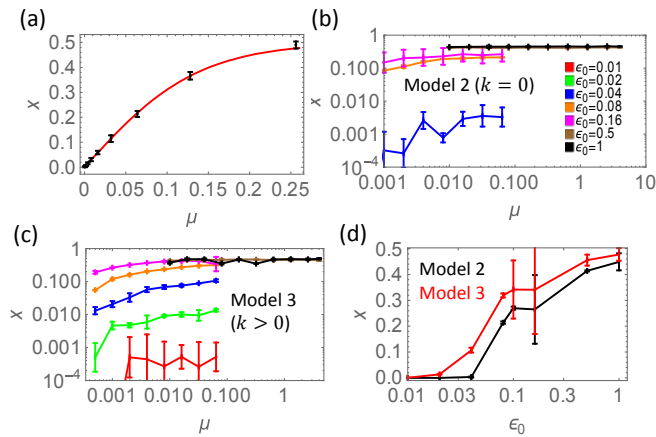 (a)
0.5
0.4
0.3
0.2
0.1
0.0
χ
0.00 0.05 0.10 0.15 0.20 0.25
μ
(b)
1
0.100
0.001
10⁻⁴
χ
Model 2 (k = 0)
ϵ₀=0.01
ϵ₀=0.02
ϵ₀=0.04
ϵ₀=0.08
ϵ₀=0.16
ϵ₀=0.5
ϵ₀=1
0.001 0.010 0.100 1
μ
(c)
1
0.100
0.010
0.001
10⁻⁴
χ
Model 3
(k > 0)
0.001 0.010 0.100 1
μ
(d)
0.5
0.4
0.3
0.2
0.1
0.0
χ
Model 2
Model 3
0.01 0.03 0.1 0.3 1
ϵ₀